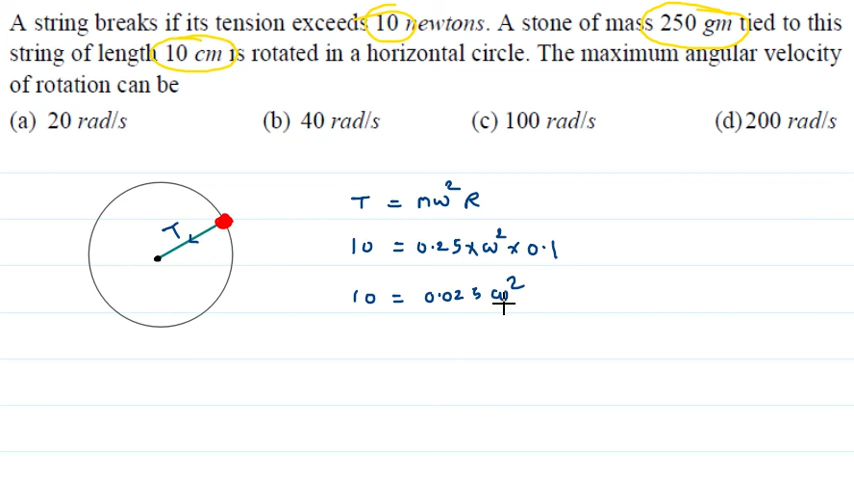 A string breaks if its tension exceeds 10 newtons. A stone of mass 250 gm tied to this
string of length 10 cm is rotated in a horizontal circle. The maximum angular velocity
of rotation can be
(a) 20 rad/s (b) 40 rad/s (c) 100 rad/s (d)200 rad/s
T
T = mω²R
10 = 0.25 × ω² × 0.1
10 = 0.025 ω²